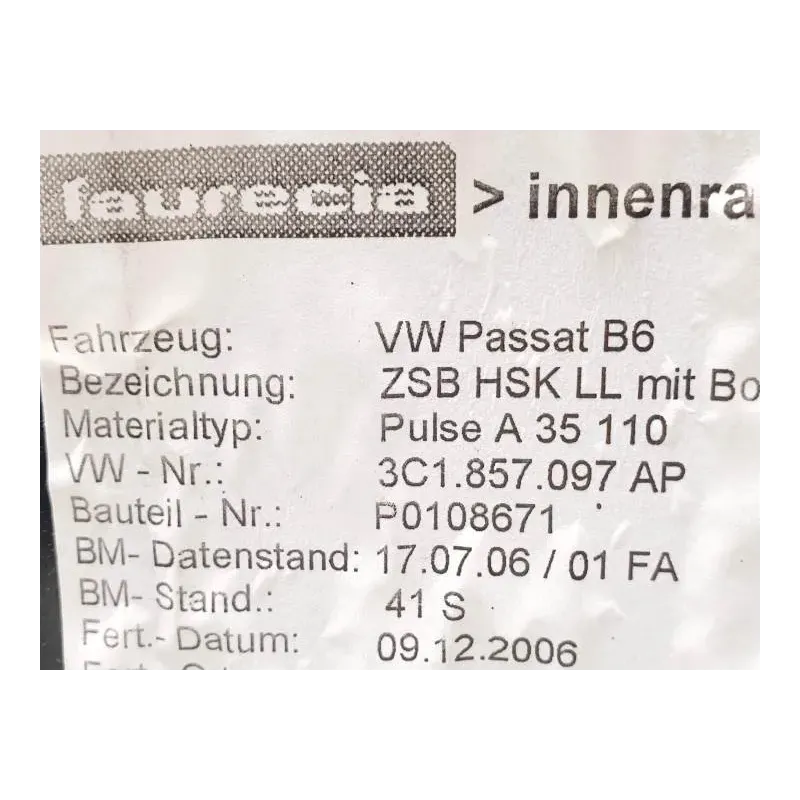 faurecia > innenra
Fahrzeug: VW Passat B6
Bezeichnung: ZSB HSK LL mit Bo
Materialtyp: Pulse A 35 110
VW - Nr.: 3C1.857.097 AP
Bauteil - Nr.: P0108671
BM- Datenstand: 17.07.06 / 01 FA
BM- Stand.: 41 S
Fert.- Datum: 09.12.2006